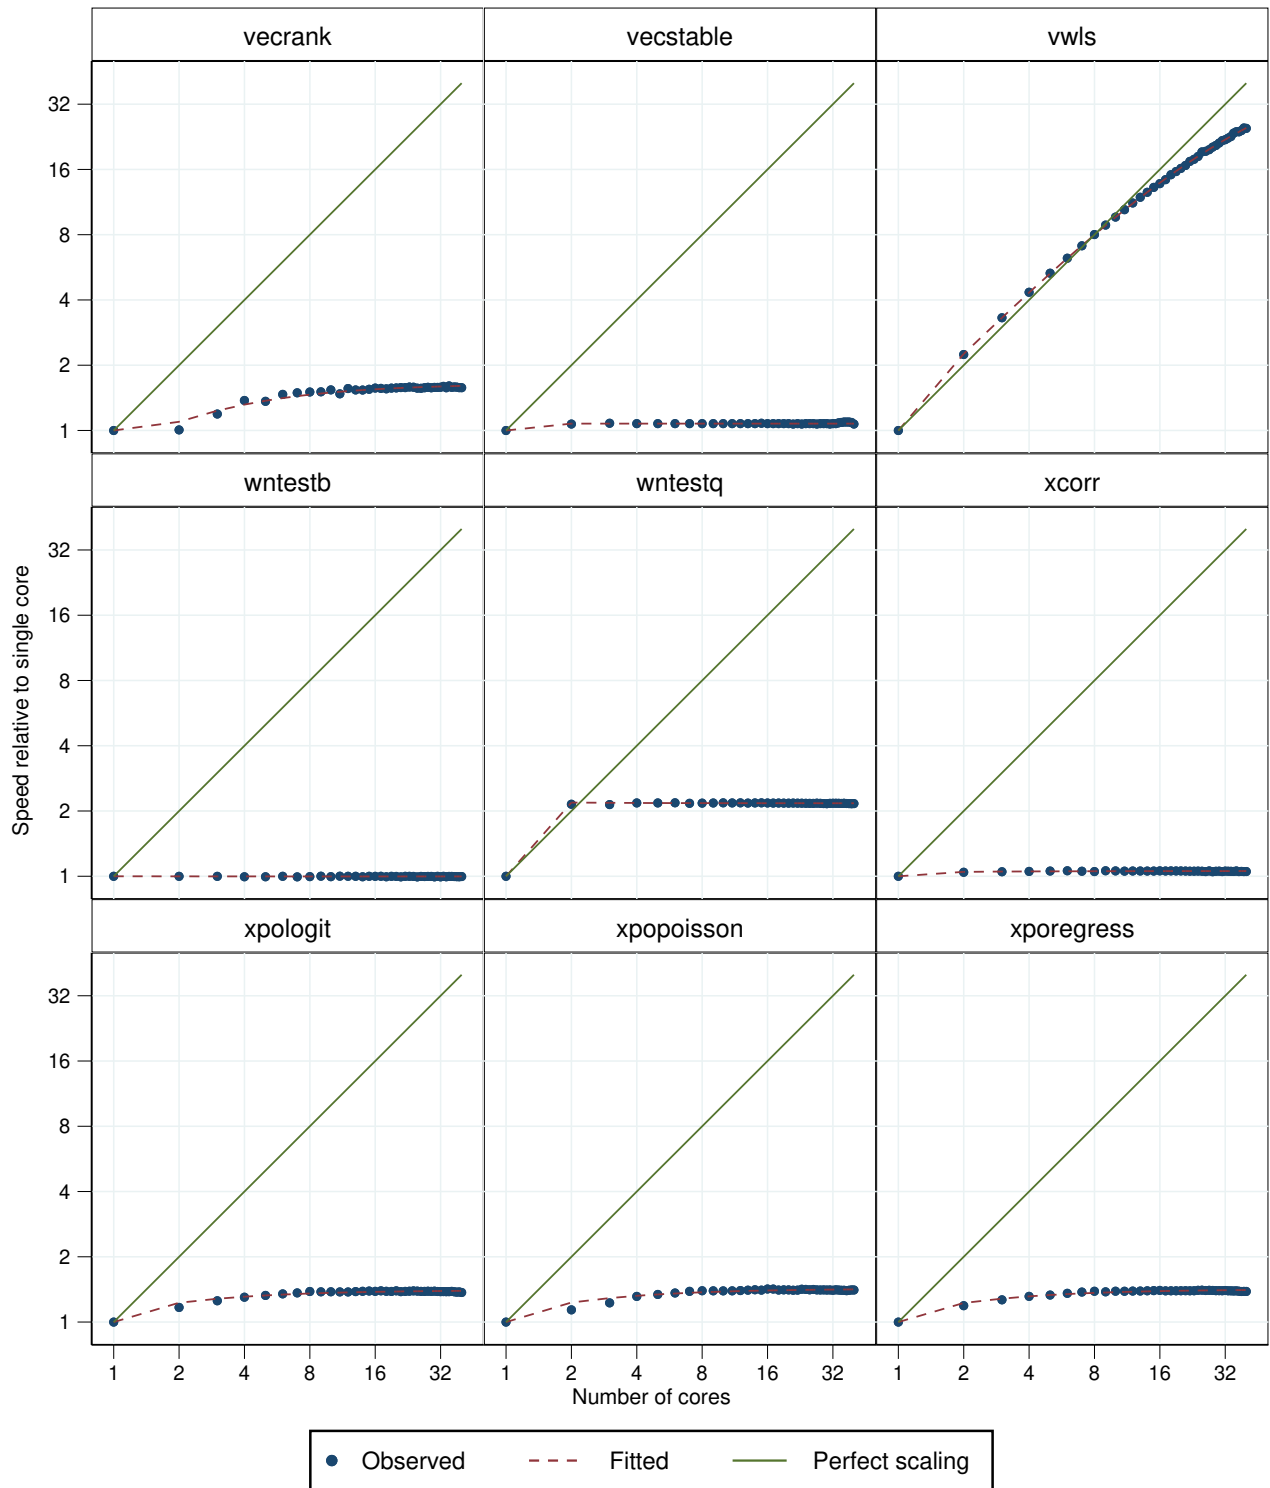 vecrank vecstable vwls
32
16
8
4
2
1
wntestb wntestq xcorr
32
16
8
4
2
1
Speed relative to single core
xpologit xpopoisson xporegress
32
16
8
4
2
1
1 2 4 8 16 32 1 2 4 8 16 32 1 2 4 8 16 32
Number of cores
Observed Fitted Perfect scaling